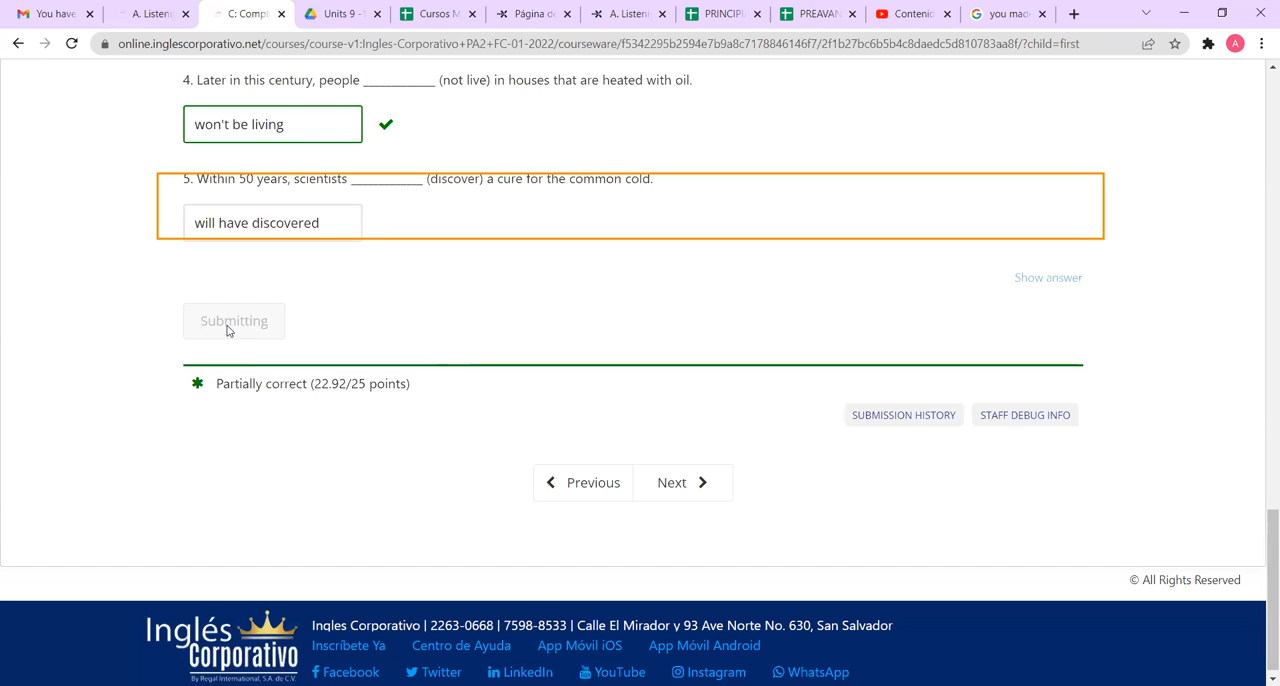 You have
A. Listeni
C: Compl
Units 9 -
Cursos M
Página d
A. Listeni
PRINCIPI
PREAVAN
Contenid
you mad
online.inglescorporativo.net/courses/course-v1:Ingles-Corporativo+PA2+FC-01-2022/courseware/f5342295b2594e7b9a8c7178846146f7/2f1b27bc6b5b4c8daedc5d810783aa8f/?child=first
A
4. Later in this century, people ____________ (not live) in houses that are heated with oil.
won't be living
5. Within 50 years, scientists ____________ (discover) a cure for the common cold.
will have discovered
Show answer
Submitting
Partially correct (22.92/25 points)
SUBMISSION HISTORY STAFF DEBUG INFO
Previous Next
© All Rights Reserved
Inglés Corporativo
By Regal International, S.A. de C.V.
Ingles Corporativo | 2263-0668 | 7598-8533 | Calle El Mirador y 93 Ave Norte No. 630, San Salvador
Inscríbete Ya Centro de Ayuda App Móvil iOS App Móvil Android
Facebook Twitter LinkedIn YouTube Instagram WhatsApp